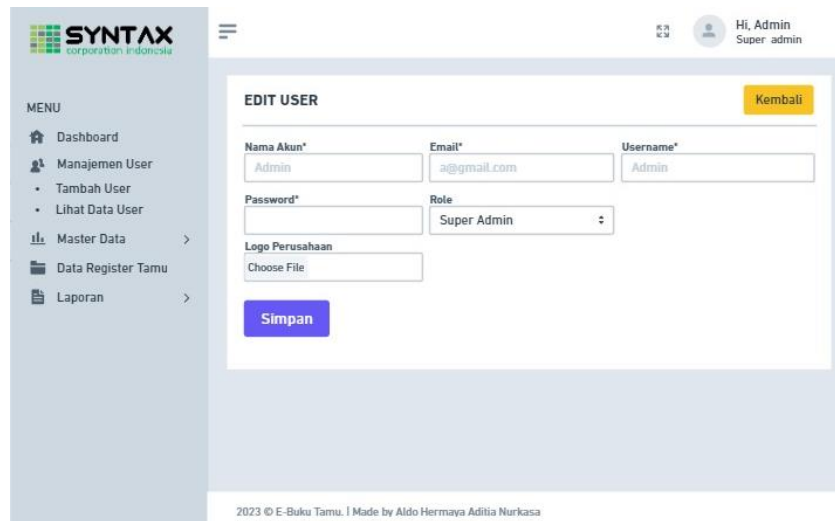 SYNTAX
corporation indonesia
Hi, Admin
Super admin
MENU
Dashboard
Manajemen User
• Tambah User
• Lihat Data User
Master Data
Data Register Tamu
Laporan
EDIT USER
Kembali
Nama Akun* Email* Username*
Admin a@gmail.com Admin
Password* Role
Super Admin
Logo Perusahaan
Choose File
Simpan
2023 © E-Buku Tamu. | Made by Aldo Hermaya Aditia Nurkasa